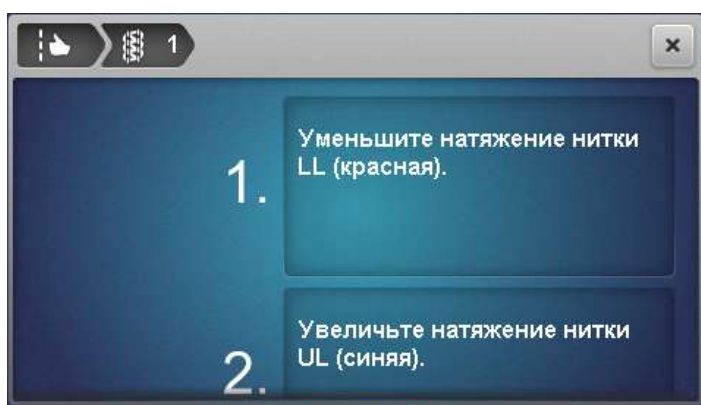 1
1.
Уменьшите натяжение нитки
LL (красная).
2.
Увеличьте натяжение нитки
UL (синяя).